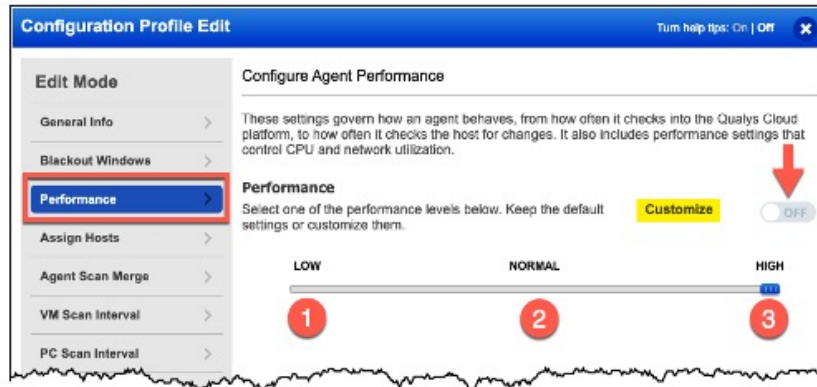 Configuration Profile Edit
Turn help tips: On | Off
Edit Mode
General Info
Blackout Windows
Performance
Assign Hosts
Agent Scan Merge
VM Scan Interval
PC Scan Interval
Configure Agent Performance
These settings govern how an agent behaves, from how often it checks into the Qualys Cloud
platform, to how often it checks the host for changes. It also includes performance settings that
control CPU and network utilization.
Performance
Select one of the performance levels below. Keep the default
settings or customize them.
Customize
OFF
LOW NORMAL HIGH
1 2 3